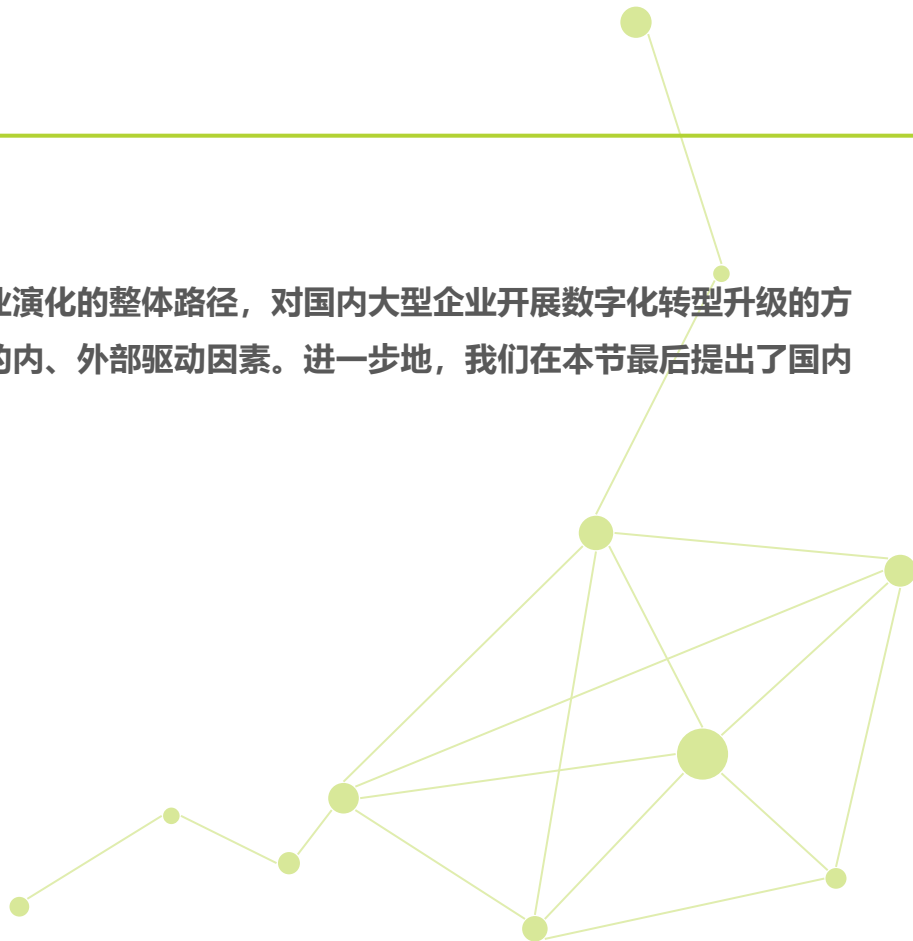 演化的整体路径，对国内大型企业开展数字化转型升级的方
内、外部驱动因素。进一步地，我们在本节最后提出了国内